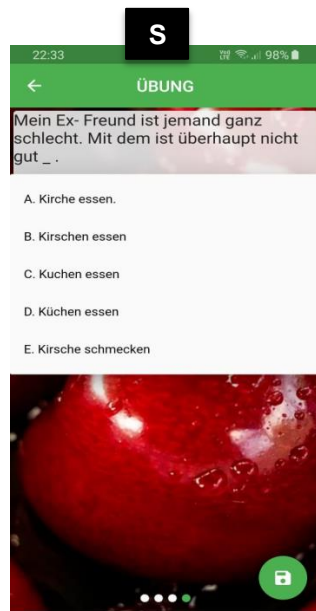 S
22:33 98%
ÜBUNG
Mein Ex- Freund ist jemand ganz
schlecht. Mit dem ist überhaupt nicht
gut _ .
A. Kirche essen.
B. Kirschen essen
C. Kuchen essen
D. Küchen essen
E. Kirsche schmecken